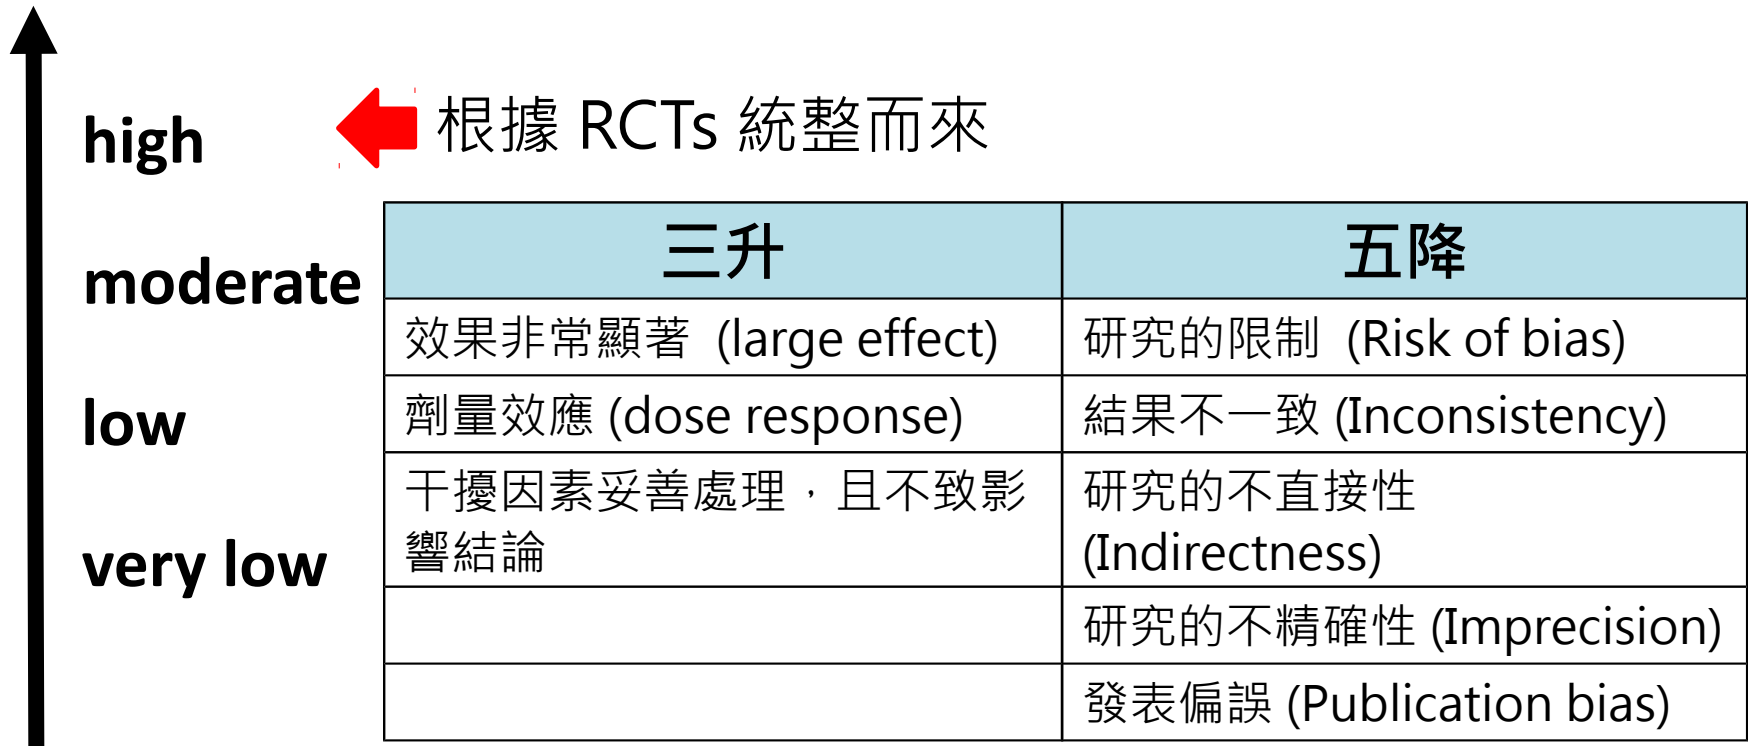 high
根據 RCTs 統整而來
moderate
low
very low
三升
五降
效果非常顯著 (large effect)
研究的限制 (Risk of bias)
劑量效應 (dose response)
結果不一致 (Inconsistency)
干擾因素妥善處理，且不致影
響結論
研究的不直接性
(Indirectness)
研究的不精確性 (Imprecision)
發表偏誤 (Publication bias)